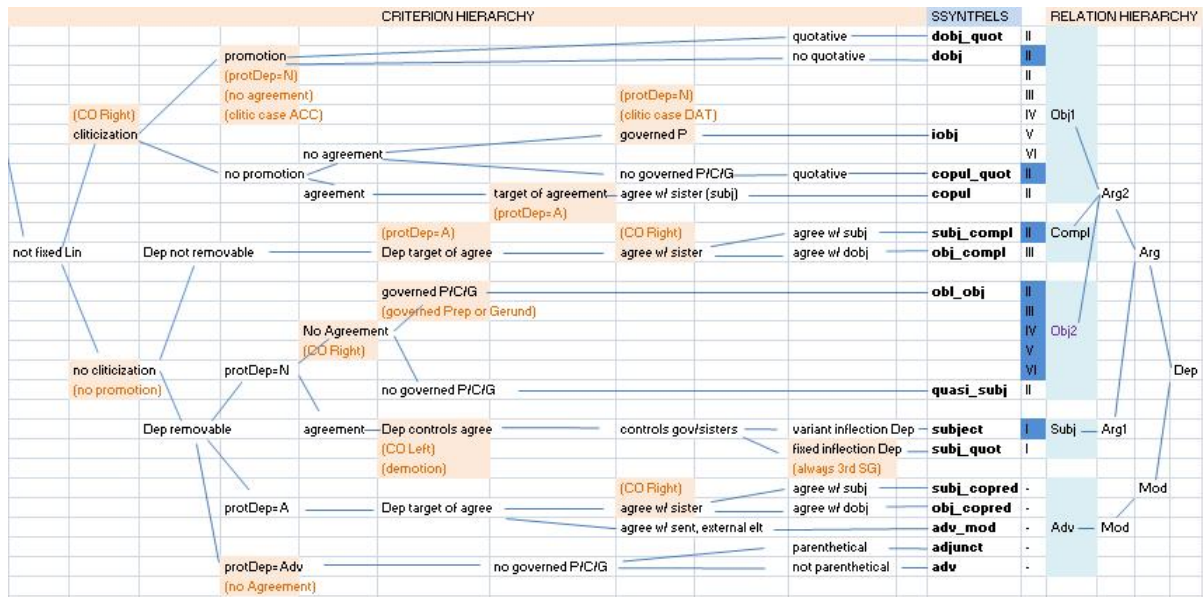 CRITERION HIERARCHY SSYNTRELS RELATION HIERARCHY
quotative dobj_quot II
promotion no quotative dobj II
(protDep=N) II
(no agreement) (protDep=N) III
(CO Right) (clitic case ACC) (clitic case DAT) IV Obj1
cliticization governed P iobj V
no agreement VI
no promotion no governed P/C/G quotative copul_quot II
agreement target of agreement agree w/ sister (subj) copul II Arg2
(protDep=A)
(protDep=A) (CO Right) agree w/ subj subj_compl II Compl
not fixed Lin Dep not removable Dep target of agree agree w/ sister agree w/ dobj obj_compl III Arg
governed P/C/G obl_obj II
(governed Prep or Gerund) III
No Agreement IV Obj2
(CO Right) V
no cliticization protDep=N VI Dep
(no promotion) no governed P/C/G quasi_subj II
Dep removable agreement Dep controls agree controls gov/sisters variant inflection Dep subject I Subj Arg1
(CO Left) fixed inflection Dep subj_quot I
(demotion) (always 3rd SG)
(CO Right) agree w/ subj subj_copred - Mod
protDep=A Dep target of agree agree w/ sister agree w/ dobj obj_copred -
agree w/ sent, external elt adv_mod - Adv Mod
parenthetical adjunct -
protDep=Adv no governed P/C/G not parenthetical adv -
(no Agreement)